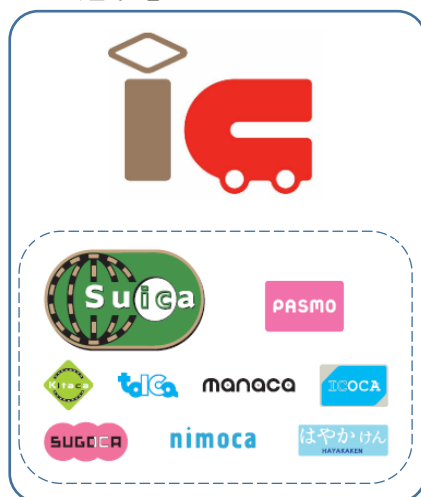 ic
Suica
PASMO
Kitaca
TOICa
manaca
ICOCA
SUGOCA
nimoca
はやかけん
HAYAKAKEN